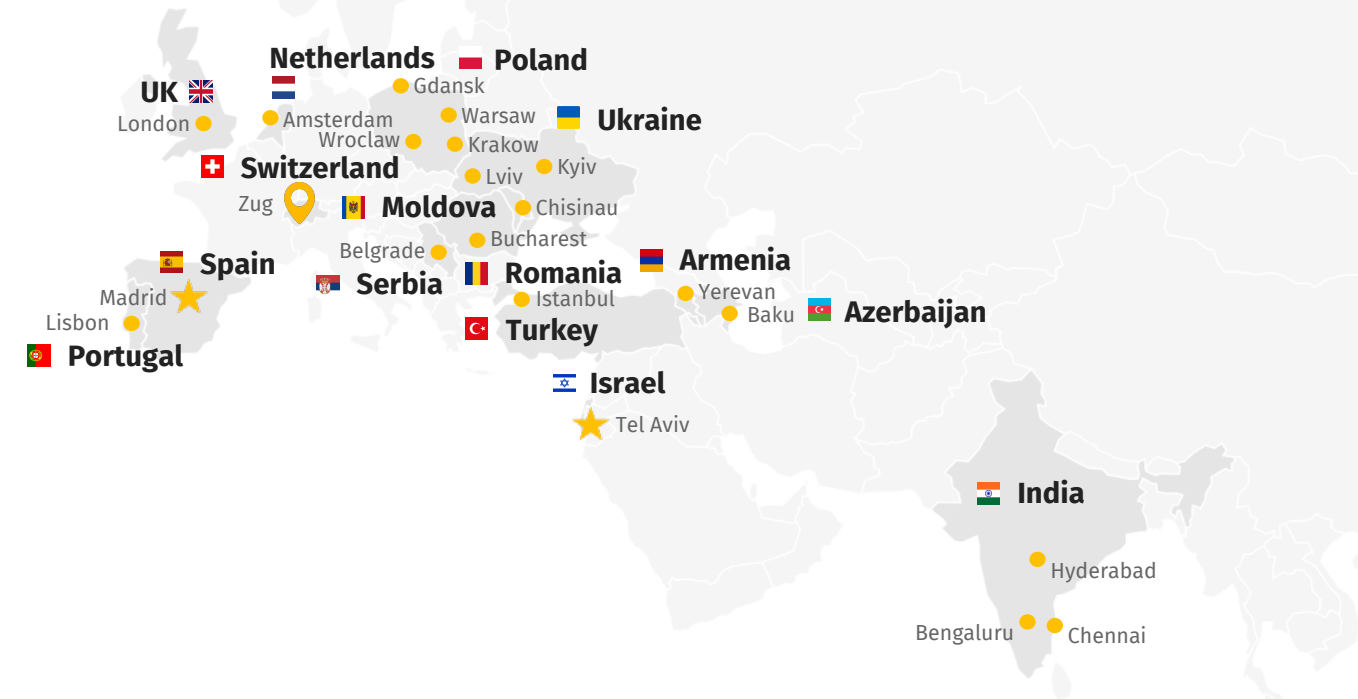 Netherlands
Poland
Gdansk
UK
London
Amsterdam
Warsaw
Ukraine
Wroclaw
Krakow
Switzerland
Lviv
Kyiv
Zug
Moldova
Chisinau
Belgrade
Bucharest
Spain
Serbia
Romania
Armenia
Madrid
Istanbul
Yerevan
Lisbon
Turkey
Baku
Azerbaijan
Portugal
Israel
Tel Aviv
India
Hyderabad
Bengaluru
Chennai